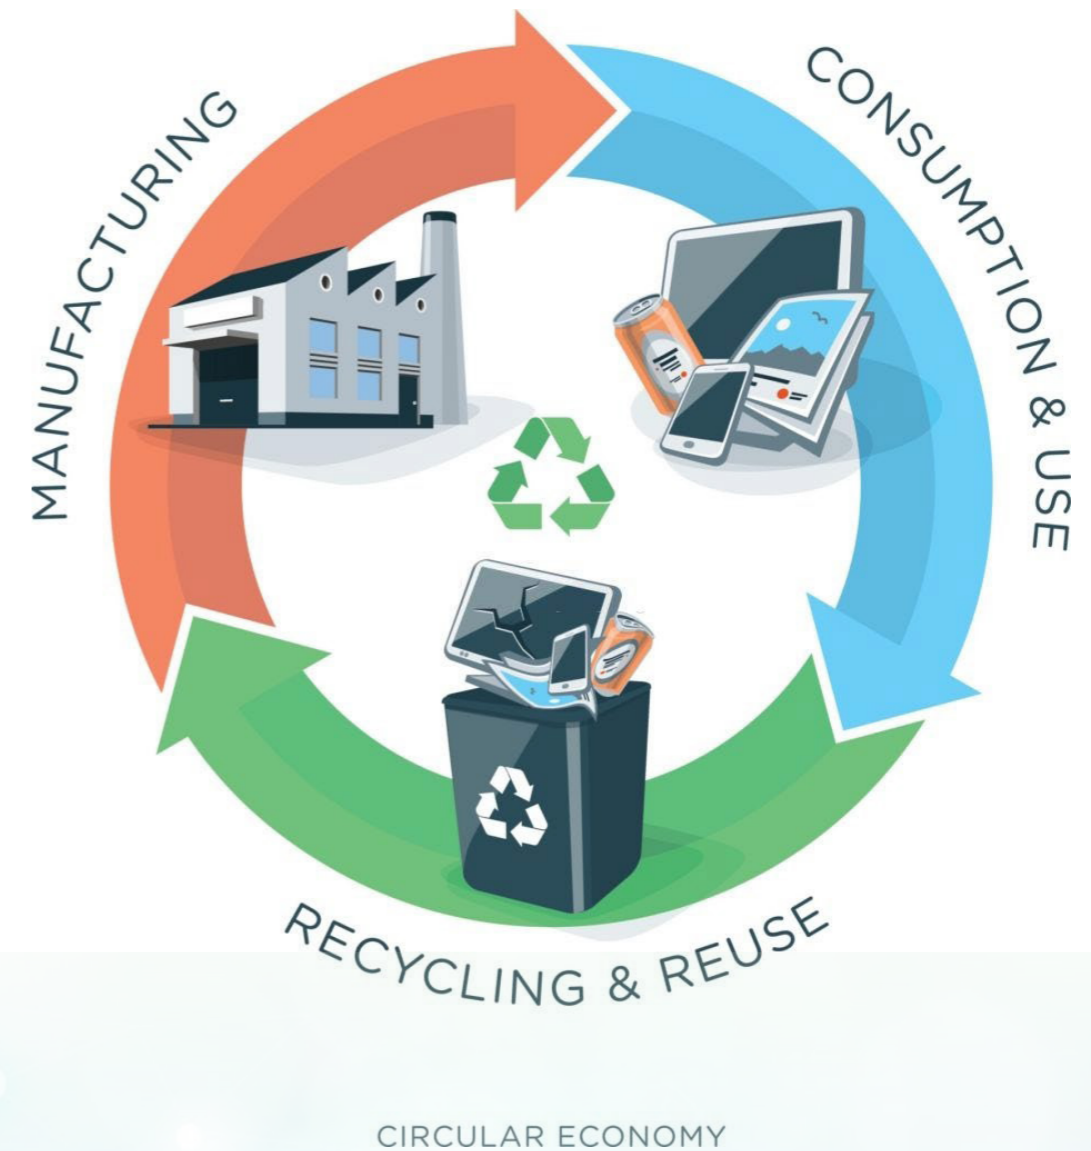 MANUFACTURING
CONSUMPTION & USE
RECYCLING & REUSE
CIRCULAR ECONOMY